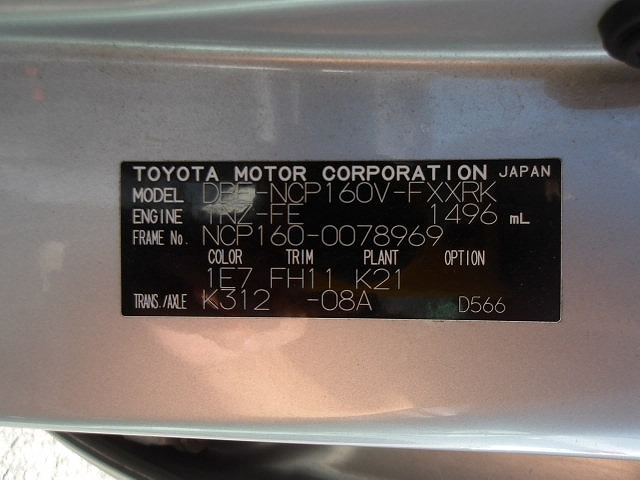 TOYOTA MOTOR CORPORATION JAPAN
MODEL DBE-NCP160V-FXXRK
ENGINE 1NZ-FE 1496 mL
FRAME No. NCP160-0078969
COLOR TRIM PLANT OPTION
1E7 FH11 K21
TRANS./AXLE K312 -08A D566